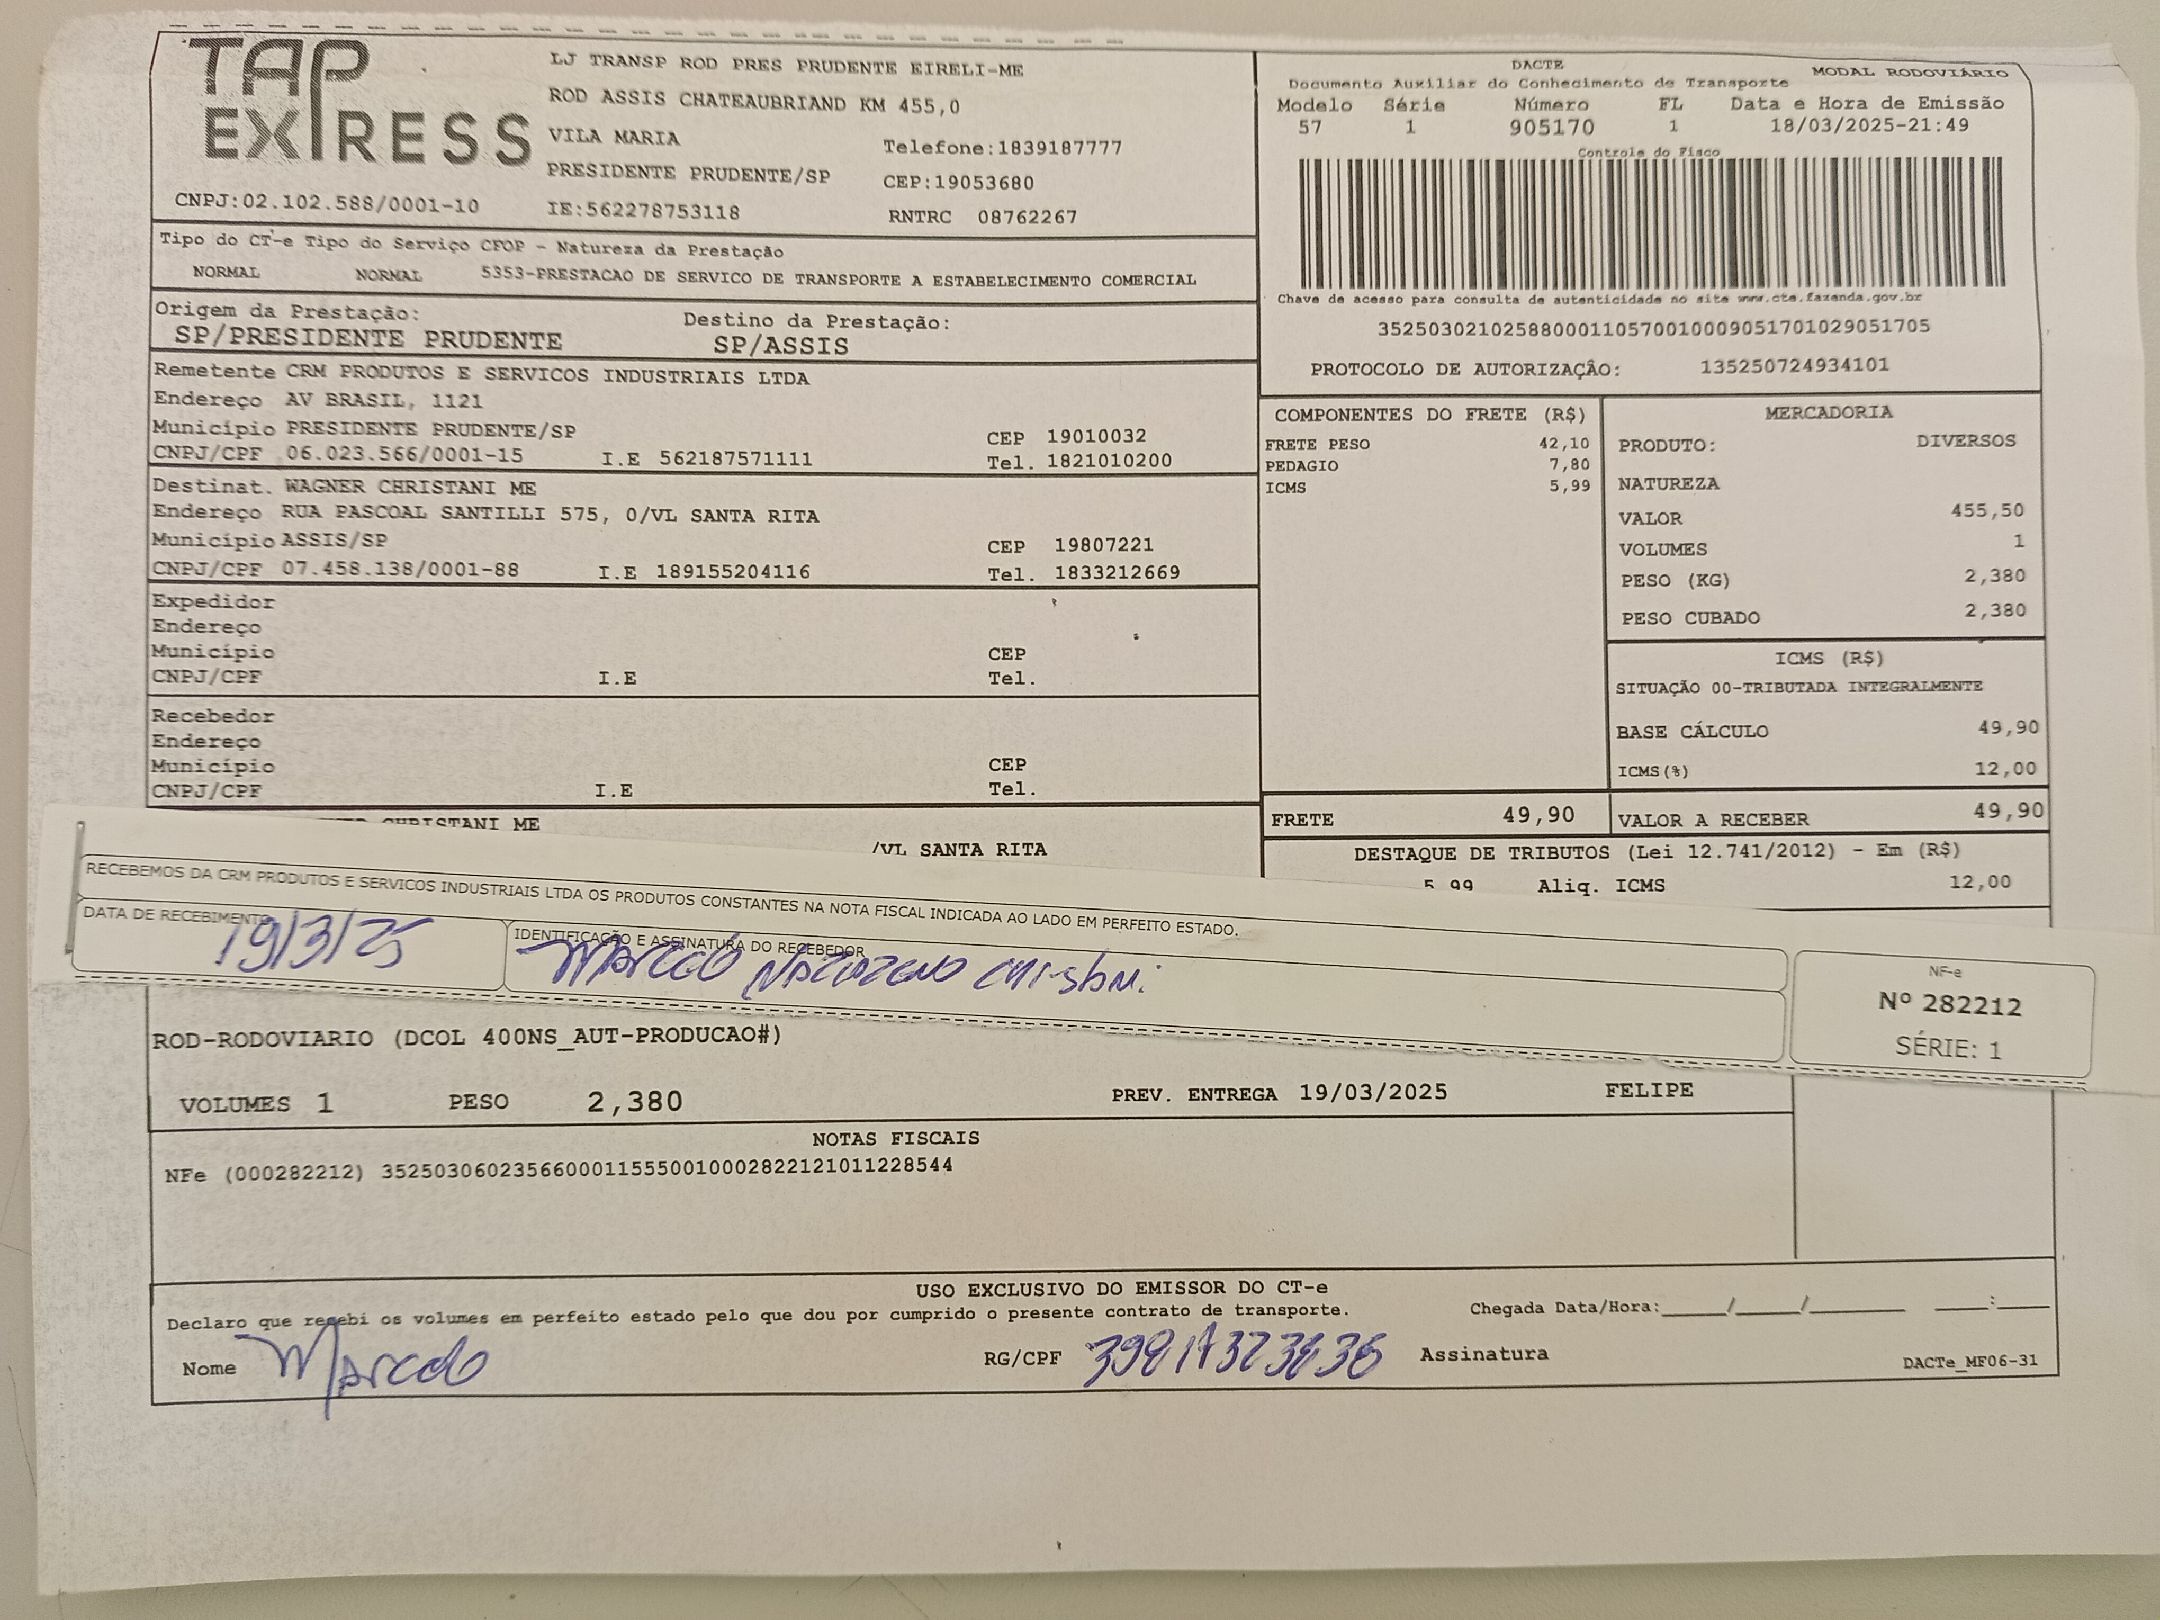 TAP
EXPRESS
CNPJ:02.102.588/0001-10
LJ TRANSP ROD PRES PRUDENTE EIRELI-ME
ROD ASSIS CHATEAUBRIAND KM 455,0
VILA MARIA
Telefone:1839187777
PRESIDENTE PRUDENTE/SP
CEP:19053680
IE:562278753118
RNTRC 08762267
DACTE
MODAL RODOVIÁRIO
Documento Auxiliar do Conhecimento de Transporte
Modelo Série Número FL Data e Hora de Emissão
57 1 905170 1 18/03/2025-21:49
Controle do Fisco
Chave de acesso para consulta de autenticidade no site www.cte.fazenda.gov.br
35250302102588000110570010009051701029051705
PROTOCOLO DE AUTORIZAÇÃO: 135250724934101
Tipo do CT-e Tipo do Serviço CFOP - Natureza da Prestação
NORMAL NORMAL 5353-PRESTACAO DE SERVICO DE TRANSPORTE A ESTABELECIMENTO COMERCIAL
Origem da Prestação:
SP/PRESIDENTE PRUDENTE
Destino da Prestação:
SP/ASSIS
Remetente CRM PRODUTOS E SERVICOS INDUSTRIAIS LTDA
Endereço AV BRASIL, 1121
Município PRESIDENTE PRUDENTE/SP CEP 19010032
CNPJ/CPF 06.023.566/0001-15 I.E 562187571111 Tel. 1821010200
Destinat. WAGNER CHRISTANI ME
Endereço RUA PASCOAL SANTILLI 575, 0/VL SANTA RITA
Município ASSIS/SP CEP 19807221
CNPJ/CPF 07.458.138/0001-88 I.E 189155204116 Tel. 1833212669
Expedidor
Endereço
Município CEP
CNPJ/CPF I.E Tel.
Recebedor
Endereço
Município CEP
CNPJ/CPF I.E Tel.
CHRISTANI ME
/VL SANTA RITA
COMPONENTES DO FRETE (R$)
FRETE PESO 42,10
PEDAGIO 7,80
ICMS 5,99
MERCADORIA
PRODUTO: DIVERSOS
NATUREZA
VALOR 455,50
VOLUMES 1
PESO (KG) 2,380
PESO CUBADO 2,380
ICMS (R$)
SITUAÇÃO 00-TRIBUTADA INTEGRALMENTE
BASE CÁLCULO 49,90
ICMS(%) 12,00
FRETE 49,90 VALOR A RECEBER 49,90
DESTAQUE DE TRIBUTOS (Lei 12.741/2012) - Em (R$)
5,99 Aliq. ICMS 12,00
RECEBEMOS DA CRM PRODUTOS E SERVICOS INDUSTRIAIS LTDA OS PRODUTOS CONSTANTES NA NOTA FISCAL INDICADA AO LADO EM PERFEITO ESTADO.
DATA DE RECEBIMENTO
19/3/25
IDENTIFICAÇÃO E ASSINATURA DO RECEBEDOR
Marcelo
NF-e
Nº 282212
SÉRIE: 1
ROD-RODOVIARIO (DCOL 400NS_AUT-PRODUCAO#)
VOLUMES 1 PESO 2,380 PREV. ENTREGA 19/03/2025 FELIPE
NOTAS FISCAIS
NFe (000282212) 35250306023566000115550010002822121011228544
USO EXCLUSIVO DO EMISSOR DO CT-e
Declaro que recebi os volumes em perfeito estado pelo que dou por cumprido o presente contrato de transporte.
Chegada Data/Hora:____/____/________ ____:____
Nome Marcelo RG/CPF Assinatura
DACTe_MF06-31